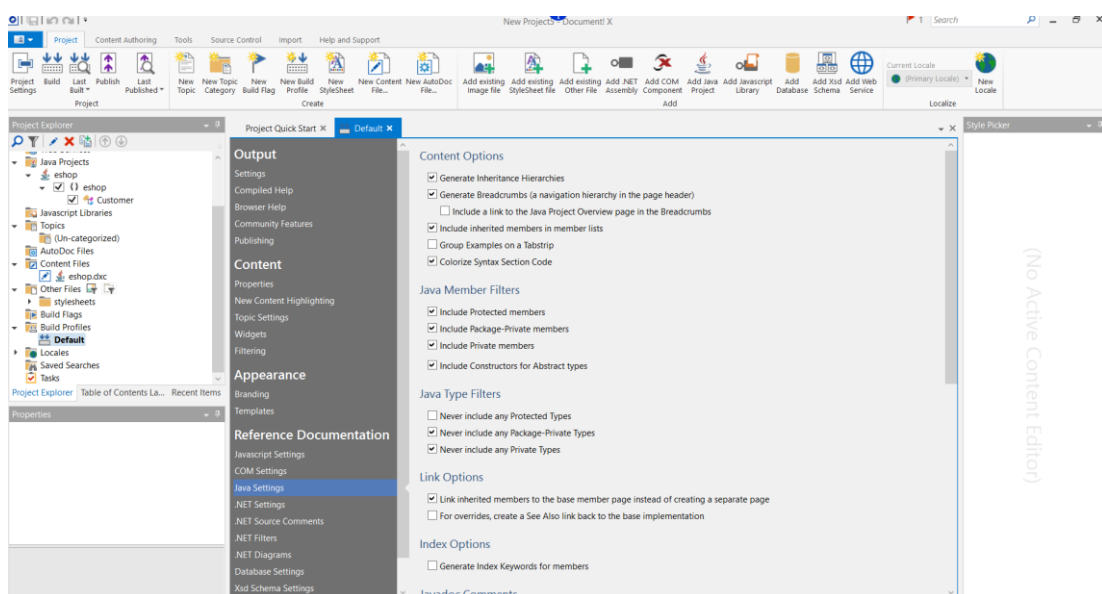 New Projects - Document! X
1 Search
Project Content Authoring Tools Source Control Import Help and Support
Project Settings
Build
Last Built
Publish
Last Published
New Topic
New Topic Category
New Build Flag
New Build Profile
New StyleSheet
New Content File...
New AutoDoc File...
Add existing Image file
Add existing StyleSheet file
Add existing Other File
Add .NET Assembly
Add COM Component
Add Java Project
Add Javascript Library
Add Database
Add Xsd Schema
Add Web Service
Current Locale
(Primary Locale)
New Locale
Project
Create
Add
Localize
Project Explorer
Java Projects
eshop
() eshop
Customer
Javascript Libraries
Topics
(Un-categorized)
AutoDoc Files
Content Files
eshop.dxc
Other Files
stylesheets
Build Flags
Build Profiles
Default
Locales
Saved Searches
Tasks
Project Explorer Table of Contents La... Recent Items
Properties
Project Quick Start Default
Output
Settings
Compiled Help
Browser Help
Community Features
Publishing
Content
Properties
New Content Highlighting
Topic Settings
Widgets
Filtering
Appearance
Branding
Templates
Reference Documentation
Javascript Settings
COM Settings
Java Settings
.NET Settings
.NET Source Comments
.NET Filters
.NET Diagrams
Database Settings
Xsd Schema Settings
Content Options
Generate Inheritance Hierarchies
Generate Breadcrumbs (a navigation hierarchy in the page header)
Include a link to the Java Project Overview page in the Breadcrumbs
Include inherited members in member lists
Group Examples on a Tabstrip
Colorize Syntax Section Code
Java Member Filters
Include Protected members
Include Package-Private members
Include Private members
Include Constructors for Abstract types
Java Type Filters
Never include any Protected Types
Never include any Package-Private Types
Never include any Private Types
Link Options
Link inherited members to the base member page instead of creating a separate page
For overrides, create a See Also link back to the base implementation
Index Options
Generate Index Keywords for members
Javadoc Comments
Style Picker
(No Active Content Editor)